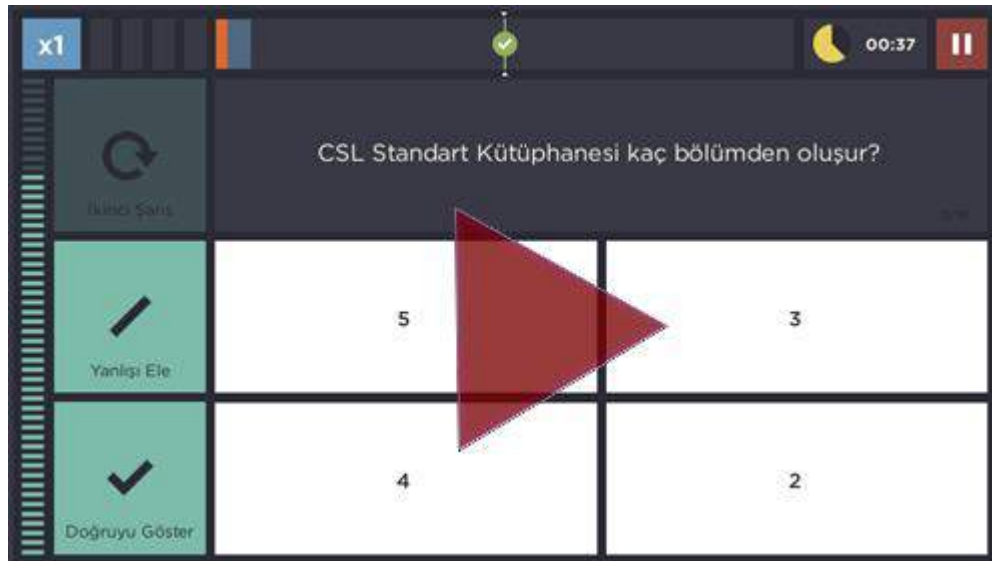 x1
00:37
CSL Standart Kütüphanesi kaç bölümden oluşur?
İkinci Şans
5
3
Yanlışı Ele
4
2
Doğruyu Göster